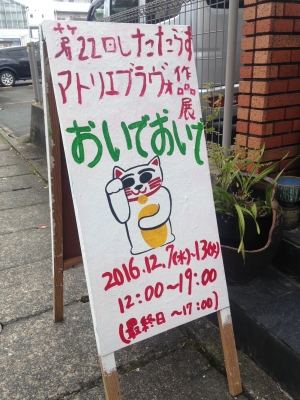 第22回したたらず
アトリエブラヴォ作品展
おいでおいで
2016.12.7(水)~13(火)
12:00~19:00
(最終日 ~17:00)